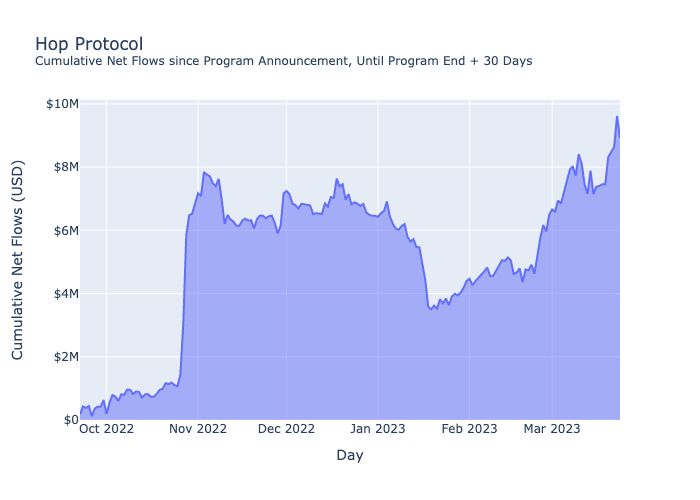 Hop Protocol
Cumulative Net Flows since Program Announcement, Until Program End + 30 Days
Cumulative Net Flows (USD)
$10M
$8M
$6M
$4M
$2M
$0
Oct 2022 Nov 2022 Dec 2022 Jan 2023 Feb 2023 Mar 2023
Day